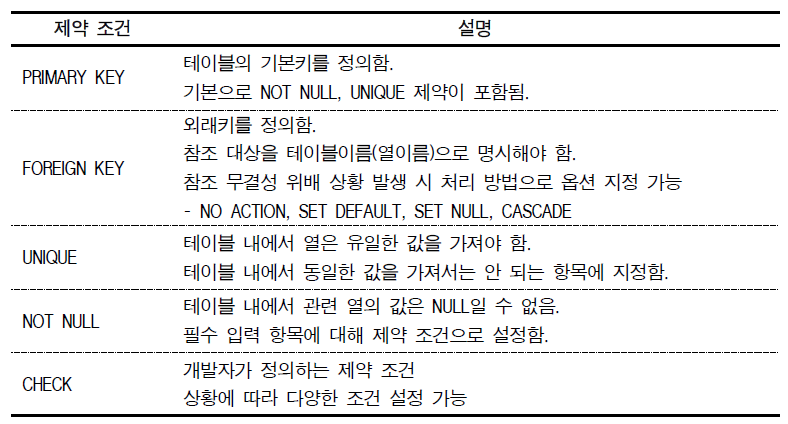 제약 조건 설명
PRIMARY KEY
테이블의 기본키를 정의함.
기본으로 NOT NULL, UNIQUE 제약이 포함됨.
FOREIGN KEY
외래키를 정의함.
참조 대상을 테이블이름(열이름)으로 명시해야 함.
참조 무결성 위배 상황 발생 시 처리 방법으로 옵션 지정 가능
- NO ACTION, SET DEFAULT, SET NULL, CASCADE
UNIQUE
테이블 내에서 열은 유일한 값을 가져야 함.
테이블 내에서 동일한 값을 가져서는 안 되는 항목에 지정함.
NOT NULL
테이블 내에서 관련 열의 값은 NULL일 수 없음.
필수 입력 항목에 대해 제약 조건으로 설정함.
CHECK
개발자가 정의하는 제약 조건
상황에 따라 다양한 조건 설정 가능